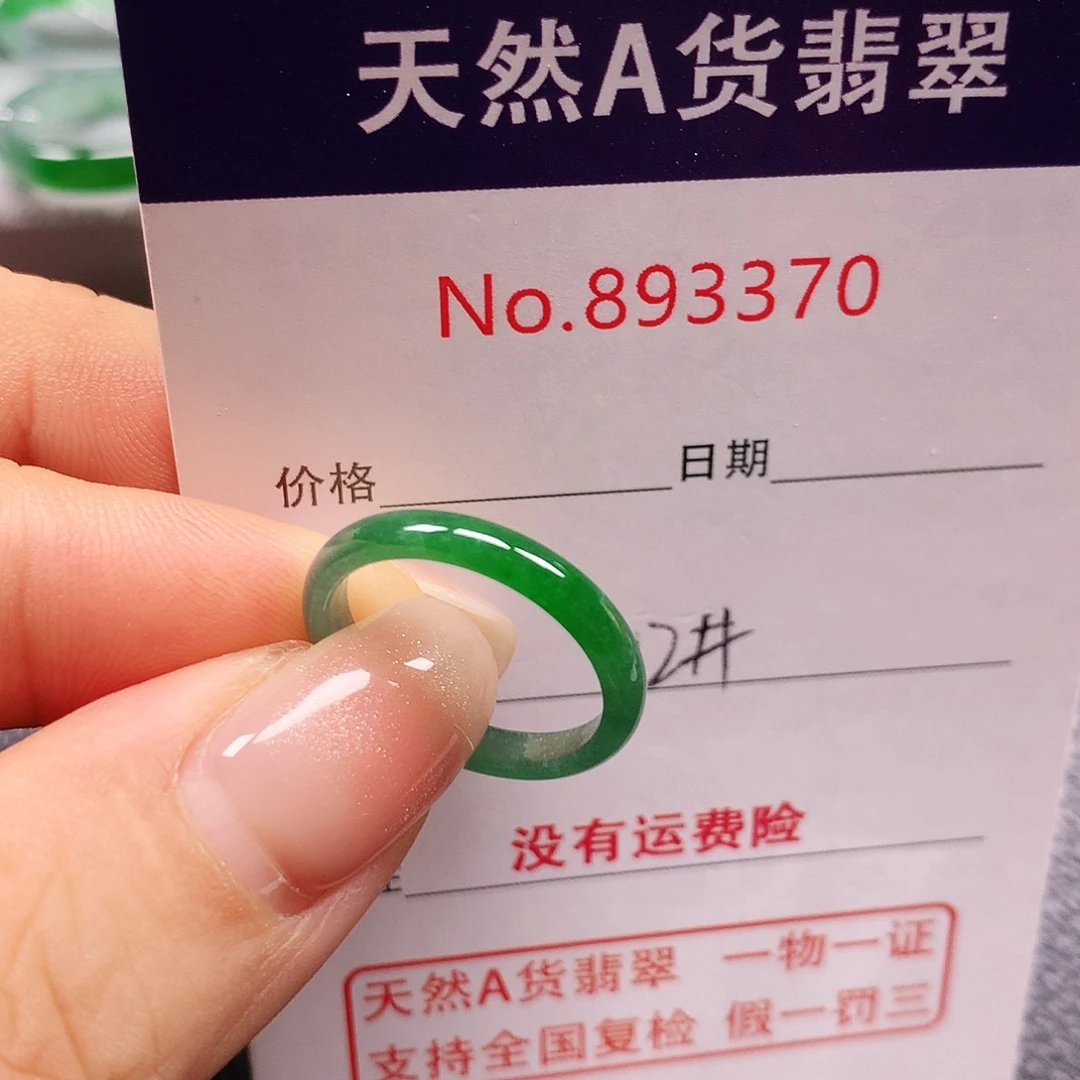 天然A货翡翠
No.893370
价格 日期
2#
没有运费险
天然A货翡翠 一物一证
支持全国复检 假一罚三